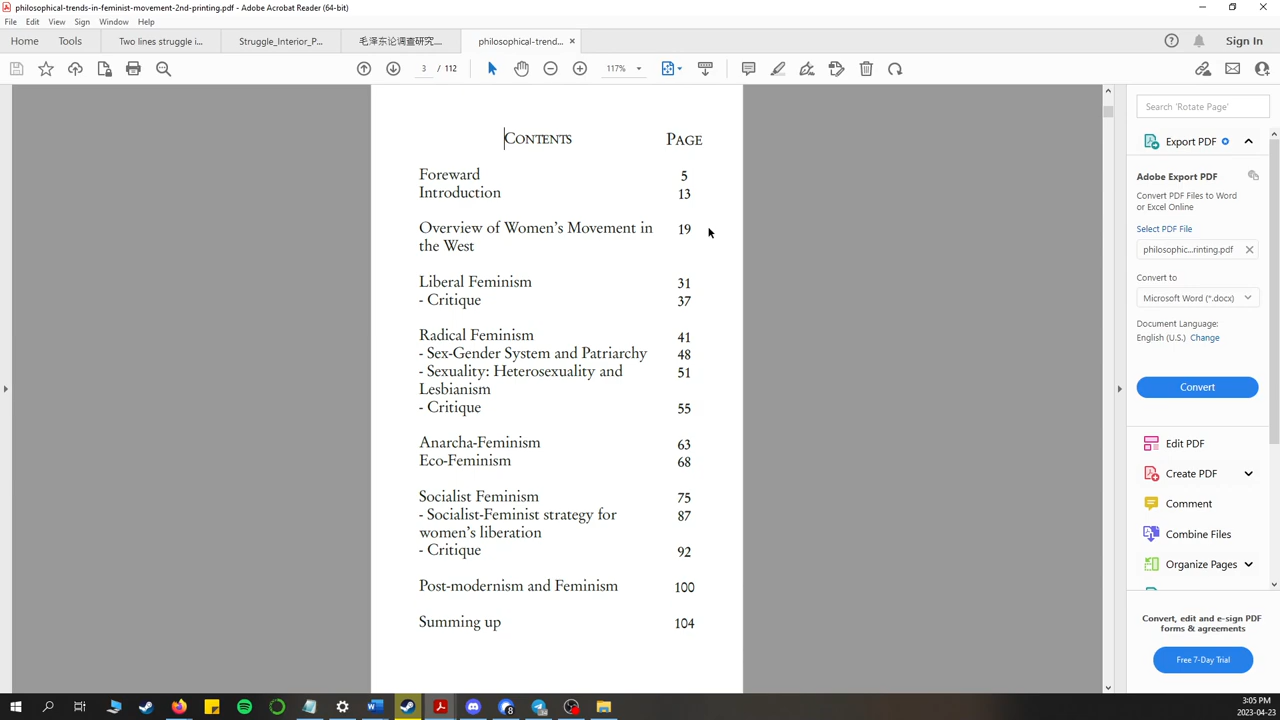 philosophical-trends-in-feminist-movement-2nd-printing.pdf - Adobe Acrobat Reader (64-bit)
File Edit View Sign Window Help
Home Tools Two lines struggle i... Struggle_Interior_P... 毛泽东论调查研究.... philosophical-trend... × Sign In
3 / 112 117%
CONTENTS PAGE
Foreward 5
Introduction 13
Overview of Women's Movement in 19
the West
Liberal Feminism 31
- Critique 37
Radical Feminism 41
- Sex-Gender System and Patriarchy 48
- Sexuality: Heterosexuality and 51
Lesbianism
- Critique 55
Anarcha-Feminism 63
Eco-Feminism 68
Socialist Feminism 75
- Socialist-Feminist strategy for 87
women's liberation
- Critique 92
Post-modernism and Feminism 100
Summing up 104
Search 'Rotate Page'
Export PDF
Adobe Export PDF
Convert PDF Files to Word
or Excel Online
Select PDF File
philosophic...rinting.pdf
Convert to
Microsoft Word (*.docx)
Document Language:
English (U.S.) Change
Convert
Edit PDF
Create PDF
Comment
Combine Files
Organize Pages
Convert, edit and e-sign PDF
forms & agreements
Free 7-Day Trial
3:05 PM
2023-04-23